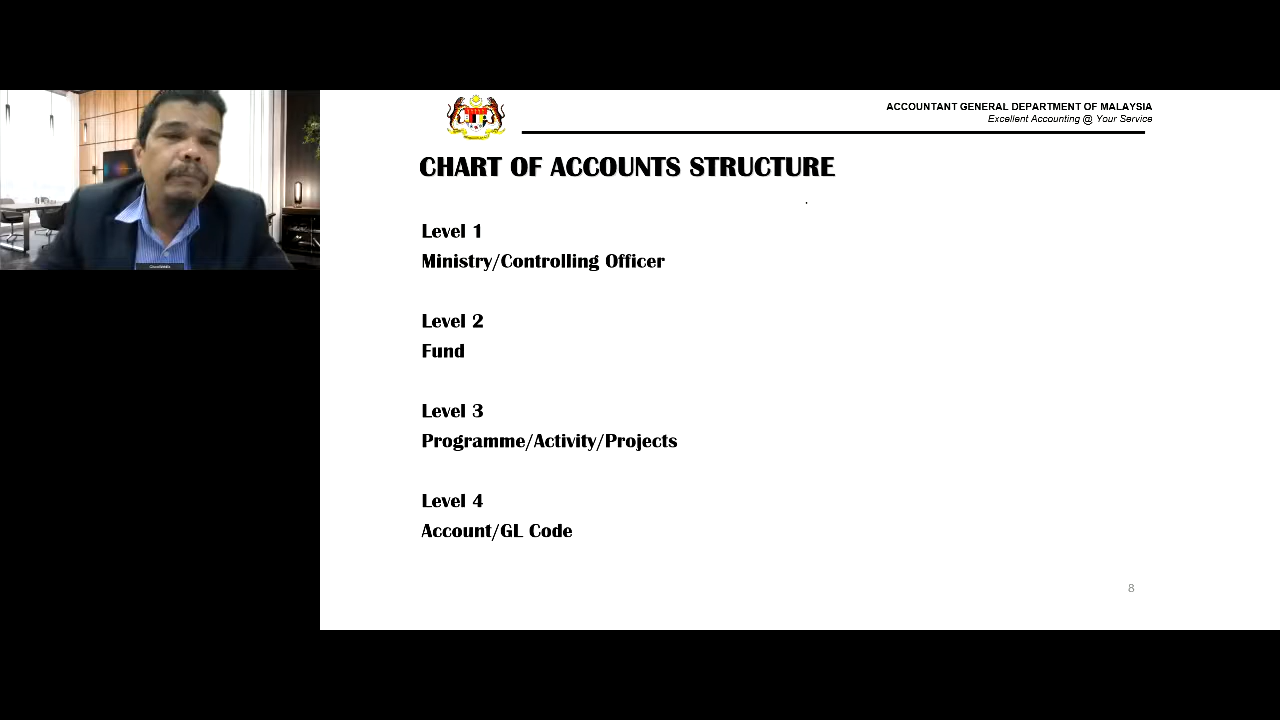 ACCOUNTANT GENERAL DEPARTMENT OF MALAYSIA
Excellent Accounting @ Your Service
CHART OF ACCOUNTS STRUCTURE
Level 1
Ministry/Controlling Officer
Level 2
Fund
Level 3
Programme/Activity/Projects
Level 4
Account/GL Code
8